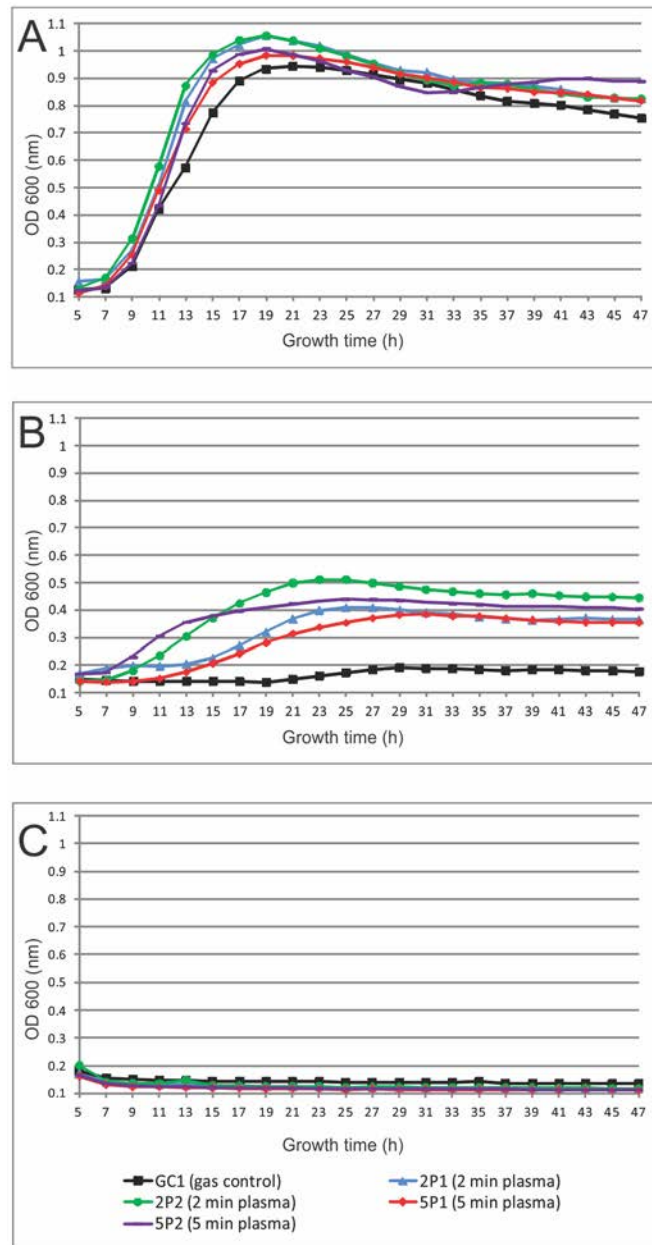 A
1.1
1
0.9
0.8
0.7
0.6
0.5
0.4
0.3
0.2
0.1
OD 600 (nm)
5 7 9 11 13 15 17 19 21 23 25 27 29 31 33 35 37 39 41 43 45 47
Growth time (h)
B
1.1
1
0.9
0.8
0.7
0.6
0.5
0.4
0.3
0.2
0.1
OD 600 (nm)
5 7 9 11 13 15 17 19 21 23 25 27 29 31 33 35 37 39 41 43 45 47
Growth time (h)
C
1.1
1
0.9
0.8
0.7
0.6
0.5
0.4
0.3
0.2
0.1
OD 600 (nm)
5 7 9 11 13 15 17 19 21 23 25 27 29 31 33 35 37 39 41 43 45 47
Growth time (h)
GC1 (gas control) 2P1 (2 min plasma)
2P2 (2 min plasma) 5P1 (5 min plasma)
5P2 (5 min plasma)